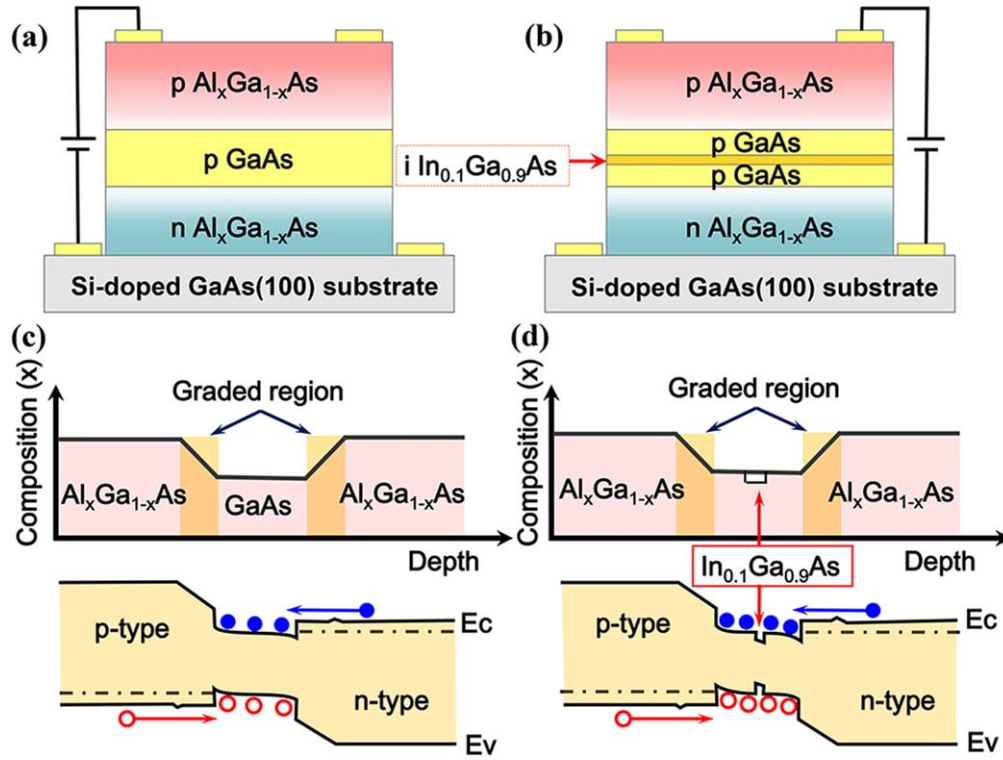 (a)
p AlₓGa₁₋ₓAs
p GaAs
n AlₓGa₁₋ₓAs
Si-doped GaAs(100) substrate
i In₀.₁Ga₀.₉As
(b)
p AlₓGa₁₋ₓAs
p GaAs
p GaAs
n AlₓGa₁₋ₓAs
Si-doped GaAs(100) substrate
(c)
Composition (x)
Graded region
AlₓGa₁₋ₓAs
GaAs
AlₓGa₁₋ₓAs
Depth
p-type
Ec
n-type
Ev
(d)
Composition (x)
Graded region
AlₓGa₁₋ₓAs
AlₓGa₁₋ₓAs
Depth
In₀.₁Ga₀.₉As
p-type
Ec
n-type
Ev